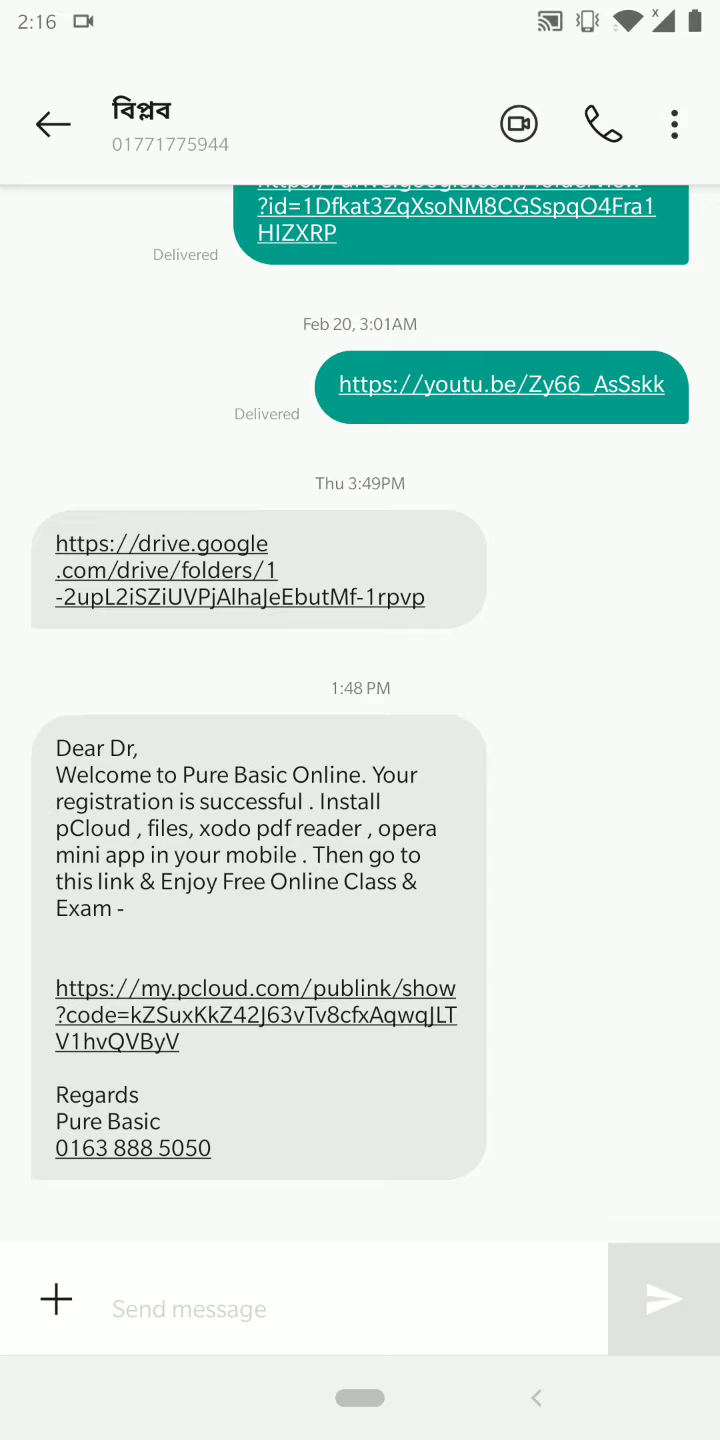 2:16
বিপ্লব
01771775944
?id=1Dfkat3ZqXsoNM8CGSspqO4Fra1
HIZXRP
Delivered
Feb 20, 3:01AM
https://youtu.be/Zy66_AsSskk
Delivered
Thu 3:49PM
https://drive.google
.com/drive/folders/1
-2upL2iSZiUVPjAlhaJeEbutMf-1rpvp
1:48 PM
Dear Dr,
Welcome to Pure Basic Online. Your
registration is successful . Install
pCloud , files, xodo pdf reader , opera
mini app in your mobile . Then go to
this link & Enjoy Free Online Class &
Exam -
https://my.pcloud.com/publink/show
?code=kZSuxKkZ42J63vTv8cfxAqwqJLT
V1hvQVByV
Regards
Pure Basic
0163 888 5050
Send message